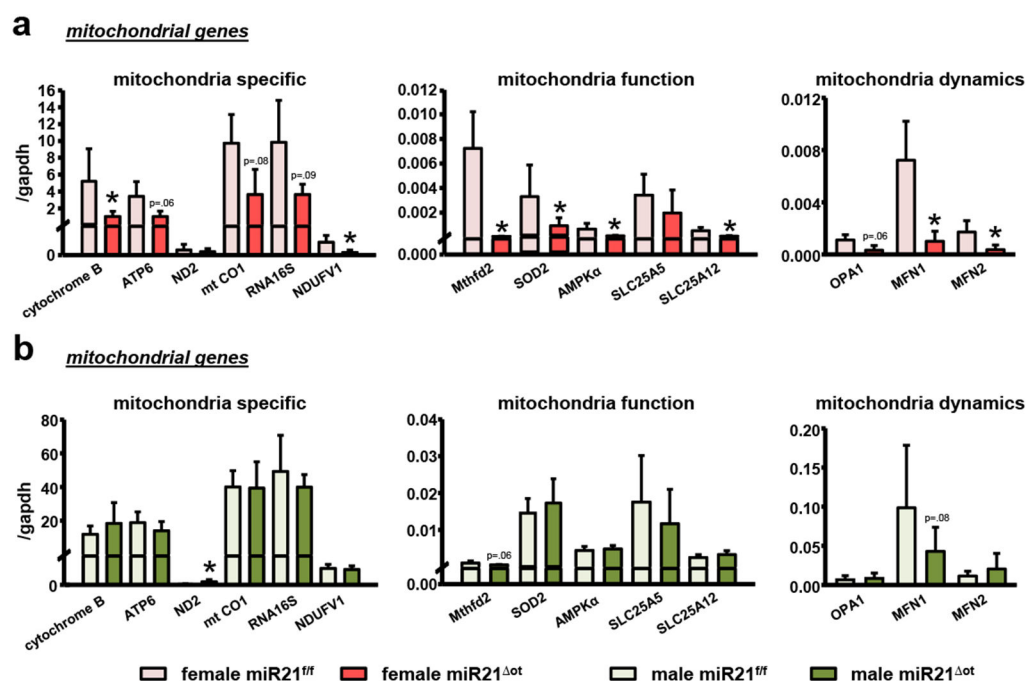 a mitochondrial genes
mitochondria specific
/gapdh
16
14
12
10
8
6
4
2
0
*
p=.06
p=.08
p=.09
*
cytochrome B
ATP6
ND2
mt CO1
RNA16S
NDUFV1
mitochondria function
0.012
0.010
0.008
0.006
0.004
0.002
0.000
*
*
*
*
Mthfd2
SOD2
AMPKα
SLC25A5
SLC25A12
mitochondria dynamics
0.012
0.008
0.004
0.000
p=.06
*
*
OPA1
MFN1
MFN2
b mitochondrial genes
mitochondria specific
/gapdh
80
60
40
20
0
*
cytochrome B
ATP6
ND2
mt CO1
RNA16S
NDUFV1
mitochondria function
0.04
0.03
0.02
0.01
0.00
p=.06
Mthfd2
SOD2
AMPKα
SLC25A5
SLC25A12
mitochondria dynamics
0.20
0.15
0.10
0.05
0.00
p=.08
OPA1
MFN1
MFN2
female miR21f/f female miR21Δot male miR21f/f male miR21Δot